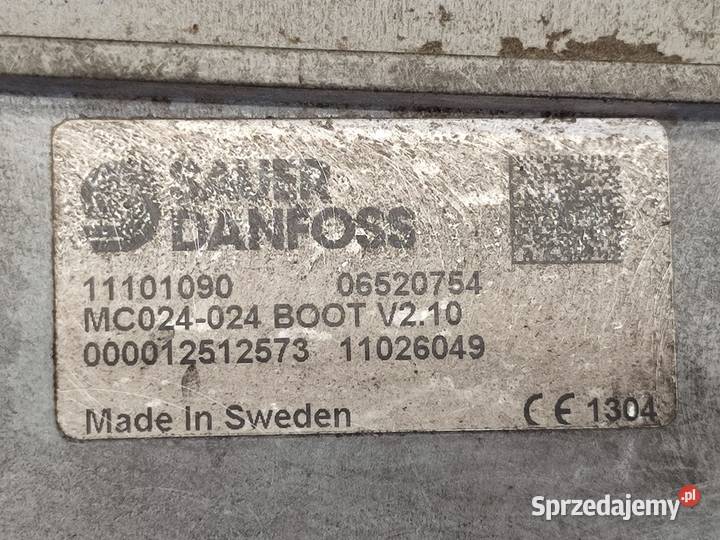 SAUER
DANFOSS
11101090 06520754
MC024-024 BOOT V2.10
000012512573 11026049
Made in Sweden CE 1304
Sprzedajemy.pl